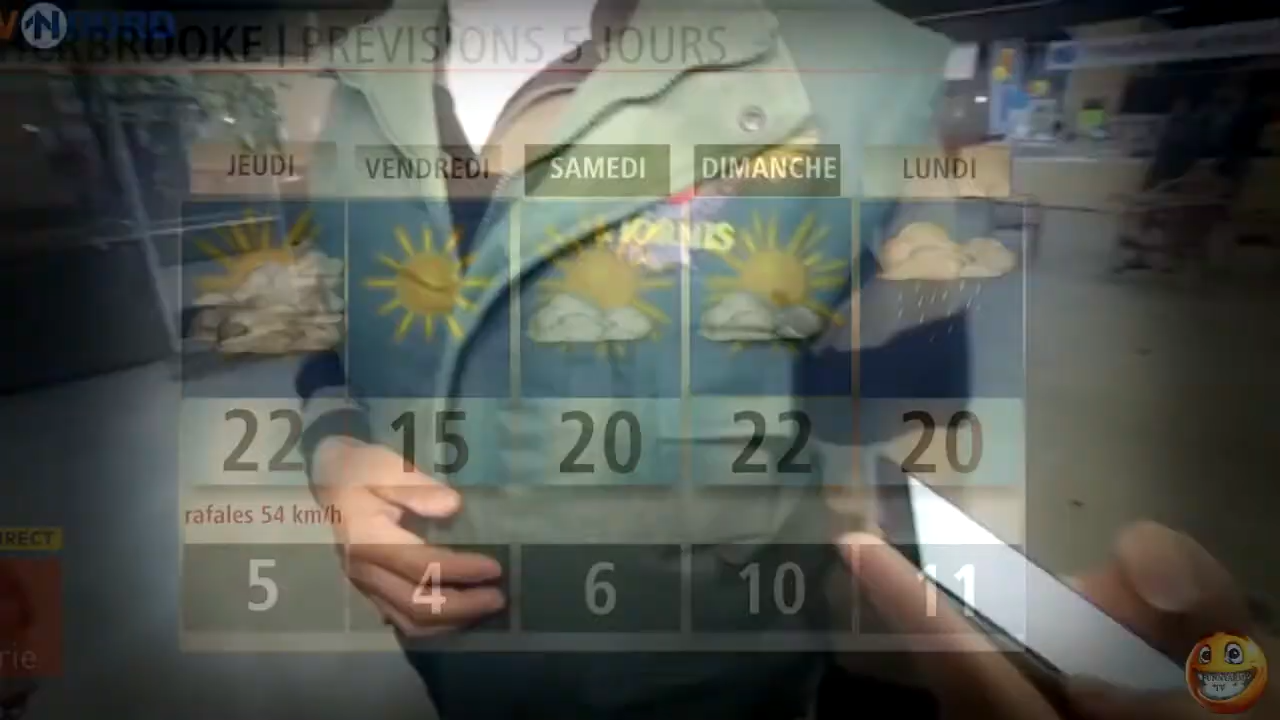 PRÉVISIONS 5 JOURS
JEUDI VENDREDI SAMEDI DIMANCHE LUNDI
22 15 20 22 20
rafales 54 km/h
5 4 6 10 11